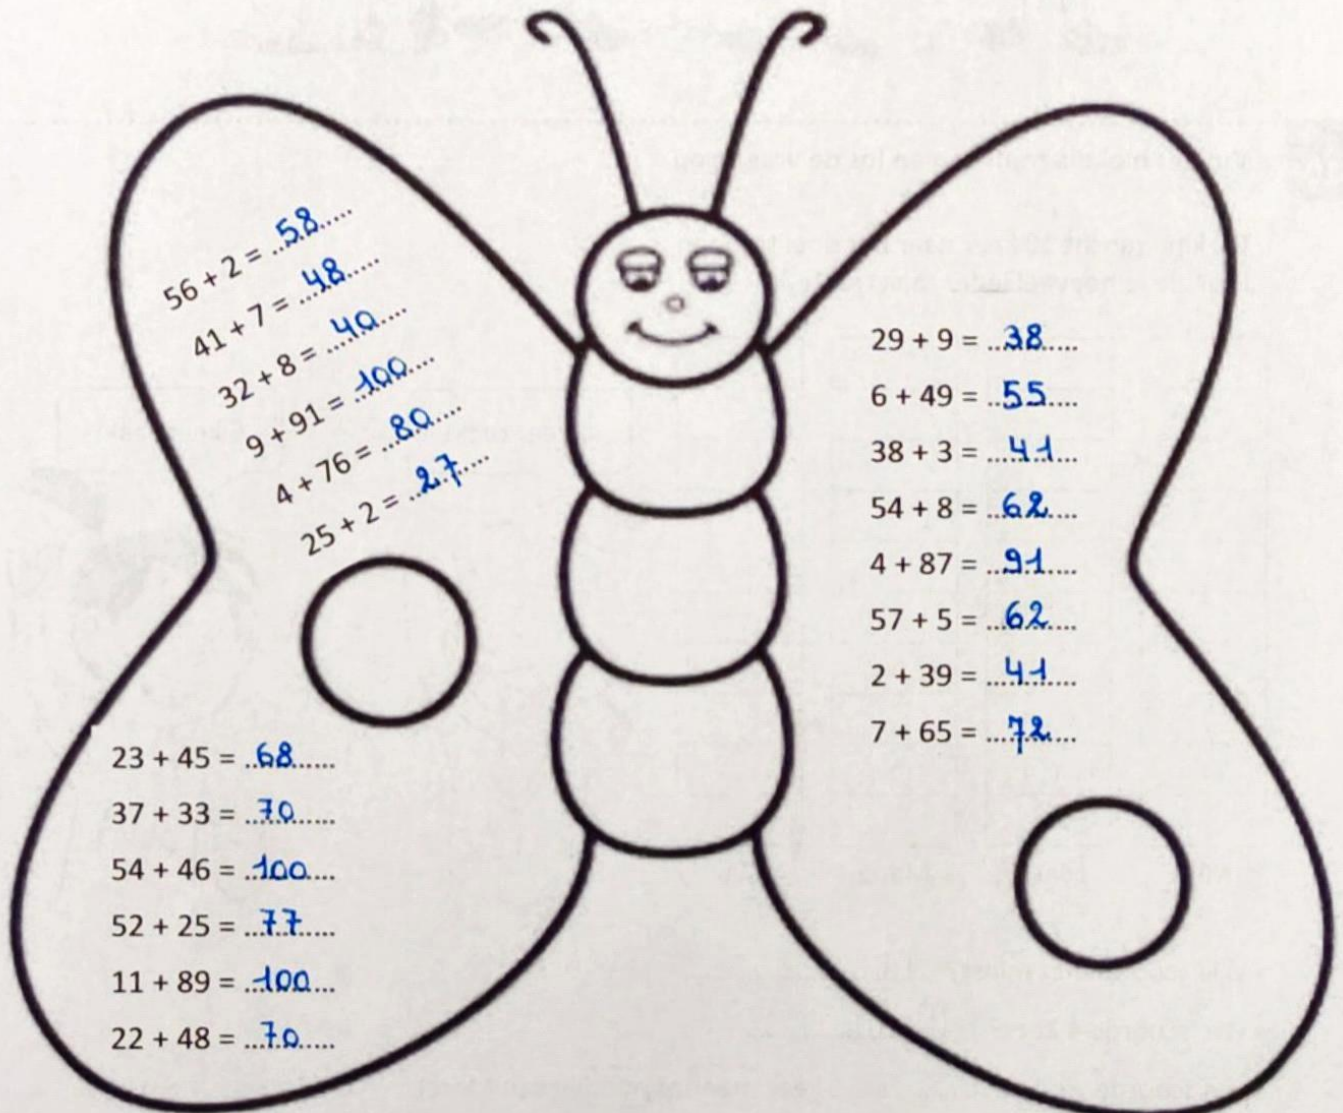 56 + 2 = ...58.....
41 + 7 = ...48.....
32 + 8 = ...40....
9 + 91 = ...100....
4 + 76 = ...80....
25 + 2 = ...27.....
29 + 9 = ...38.....
6 + 49 = ...55....
38 + 3 = ....41...
54 + 8 = ...62....
4 + 87 = ...91....
57 + 5 = ...62....
2 + 39 = ...41....
7 + 65 = ....72....
23 + 45 = ...68......
37 + 33 = ...70......
54 + 46 = ...100....
52 + 25 = ...77.....
11 + 89 = ...100....
22 + 48 = ....70.....